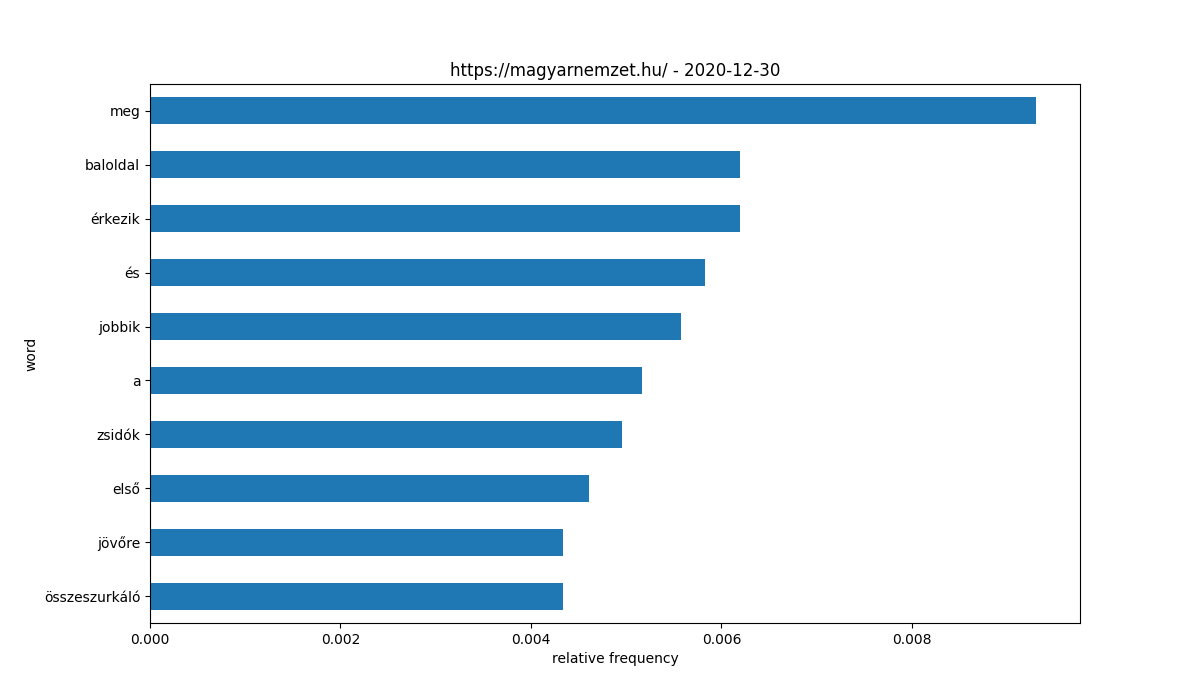 https://magyarnemzet.hu/ - 2020-12-30
word
meg
baloldal
érkezik
és
jobbik
a
zsidók
első
jövőre
összeszurkáló
0.000 0.002 0.004 0.006 0.008
relative frequency